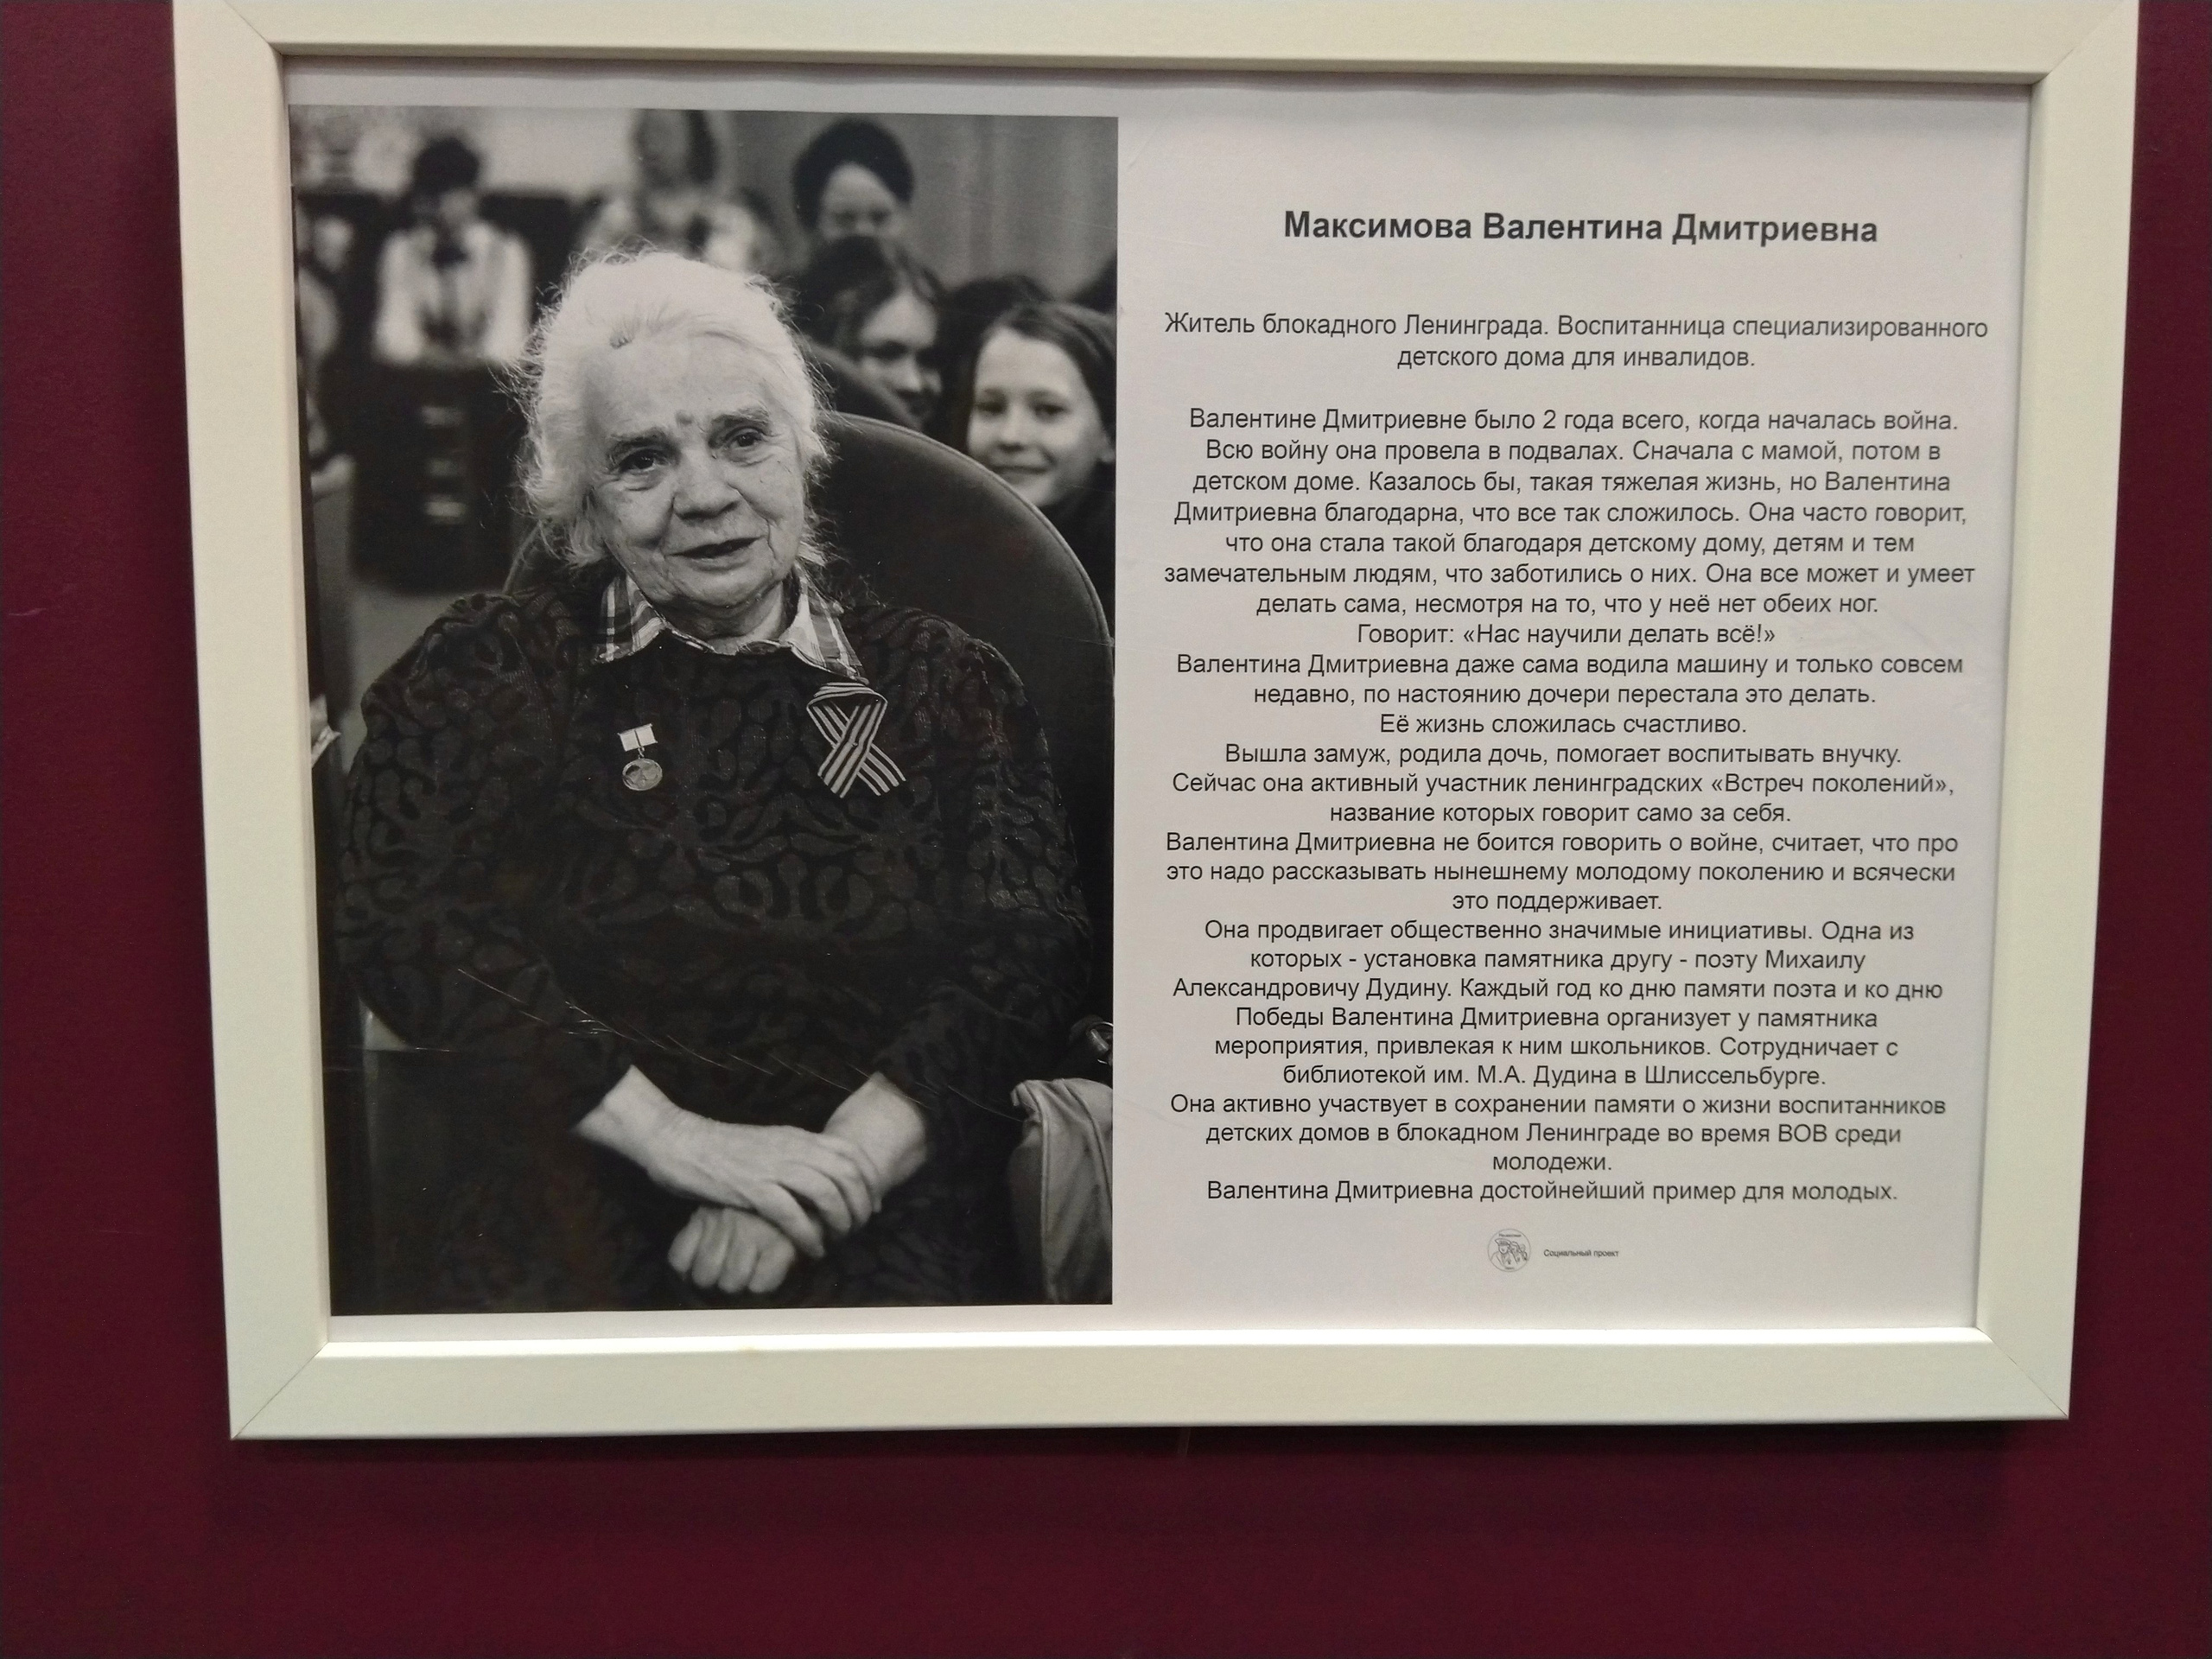 Максимова Валентина Дмитриевна
Житель блокадного Ленинграда. Воспитанница специализированного
детского дома для инвалидов.
Валентине Дмитриевне было 2 года всего, когда началась война.
Всю войну она провела в подвалах. Сначала с мамой, потом в
детском доме. Казалось бы, такая тяжелая жизнь, но Валентина
Дмитриевна благодарна, что все так сложилось. Она часто говорит,
что она стала такой благодаря детскому дому, детям и тем
замечательным людям, что заботились о них. Она все может и умеет
делать сама, несмотря на то, что у неё нет обеих ног.
Говорит: «Нас научили делать всё!»
Валентина Дмитриевна даже сама водила машину и только совсем
недавно, по настоянию дочери перестала это делать.
Её жизнь сложилась счастливо.
Вышла замуж, родила дочь, помогает воспитывать внучку.
Сейчас она активный участник ленинградских «Встреч поколений»,
название которых говорит само за себя.
Валентина Дмитриевна не боится говорить о войне, считает, что про
это надо рассказывать нынешнему молодому поколению и всячески
это поддерживает.
Она продвигает общественно значимые инициативы. Одна из
которых - установка памятника другу - поэту Михаилу
Александровичу Дудину. Каждый год ко дню памяти поэта и ко дню
Победы Валентина Дмитриевна организует у памятника
мероприятия, привлекая к ним школьников. Сотрудничает с
библиотекой им. М.А. Дудина в Шлиссельбурге.
Она активно участвует в сохранении памяти о жизни воспитанников
детских домов в блокадном Ленинграде во время ВОВ среди
молодежи.
Валентина Дмитриевна достойнейший пример для молодых.
Социальный проект